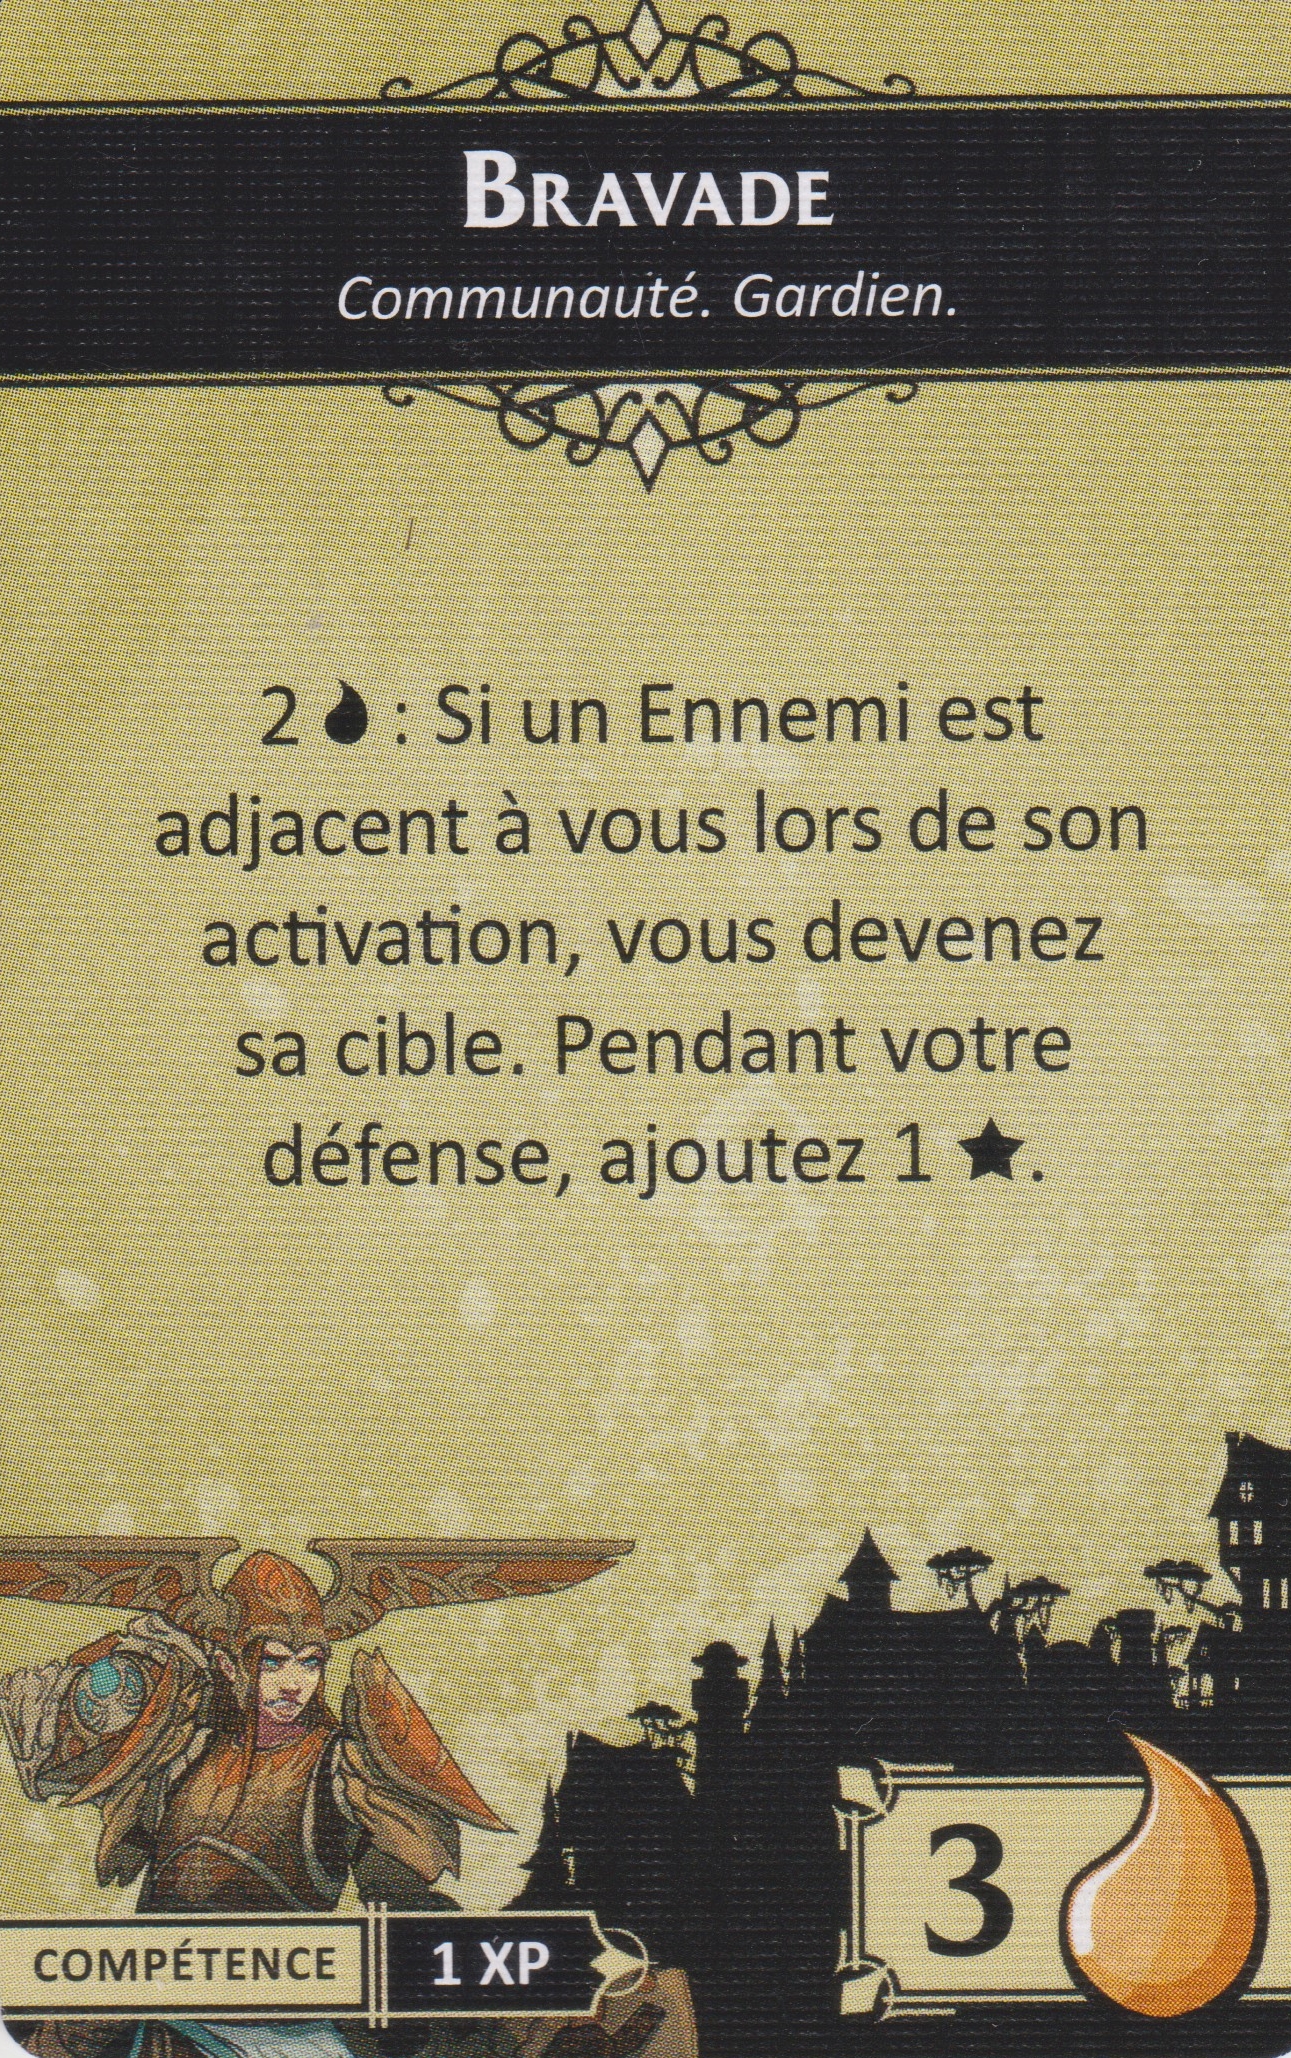 BRAVADE
Communauté. Gardien.
2 : Si un Ennemi est
adjacent à vous lors de son
activation, vous devenez
sa cible. Pendant votre
défense, ajoutez 1 ★.
COMPÉTENCE
1 XP
3